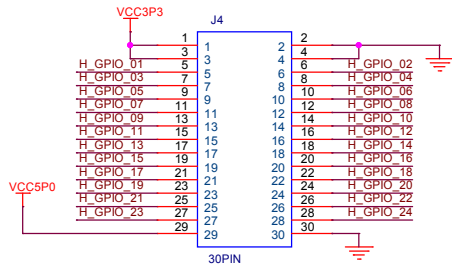 VCC3P3
J4
1 1 2 2
3 3 4 4
H_GPIO_01 5 5 6 6 H_GPIO_02
H_GPIO_03 7 7 8 8 H_GPIO_04
H_GPIO_05 9 9 10 10 H_GPIO_06
H_GPIO_07 11 11 12 12 H_GPIO_08
H_GPIO_09 13 13 14 14 H_GPIO_10
H_GPIO_11 15 15 16 16 H_GPIO_12
H_GPIO_13 17 17 18 18 H_GPIO_14
H_GPIO_15 19 19 20 20 H_GPIO_16
H_GPIO_17 21 21 22 22 H_GPIO_18
VCC5P0 H_GPIO_19 23 23 24 24 H_GPIO_20
H_GPIO_21 25 25 26 26 H_GPIO_22
H_GPIO_23 27 27 28 28 H_GPIO_24
29 29 30 30
30PIN